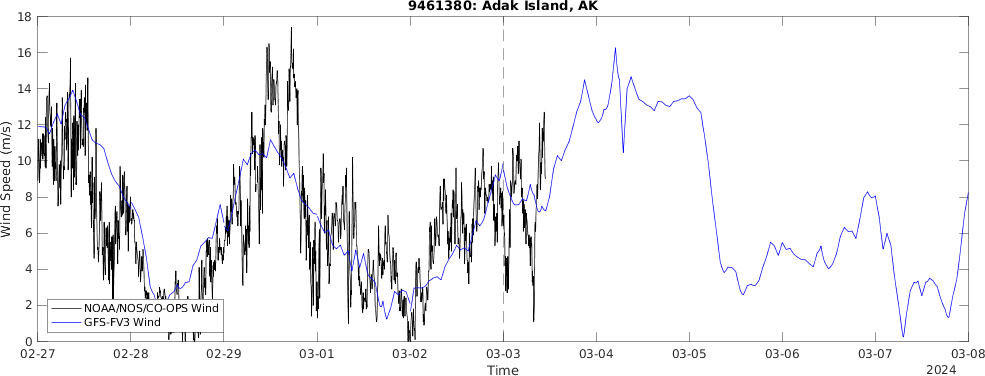 9461380: Adak Island, AK
18
16
14
12
10
8
6
4
2
0
Wind Speed (m/s)
NOAA/NOS/CO-OPS Wind
GFS-FV3 Wind
02-27 02-28 02-29 03-01 03-02 03-03 03-04 03-05 03-06 03-07 03-08
Time
2024